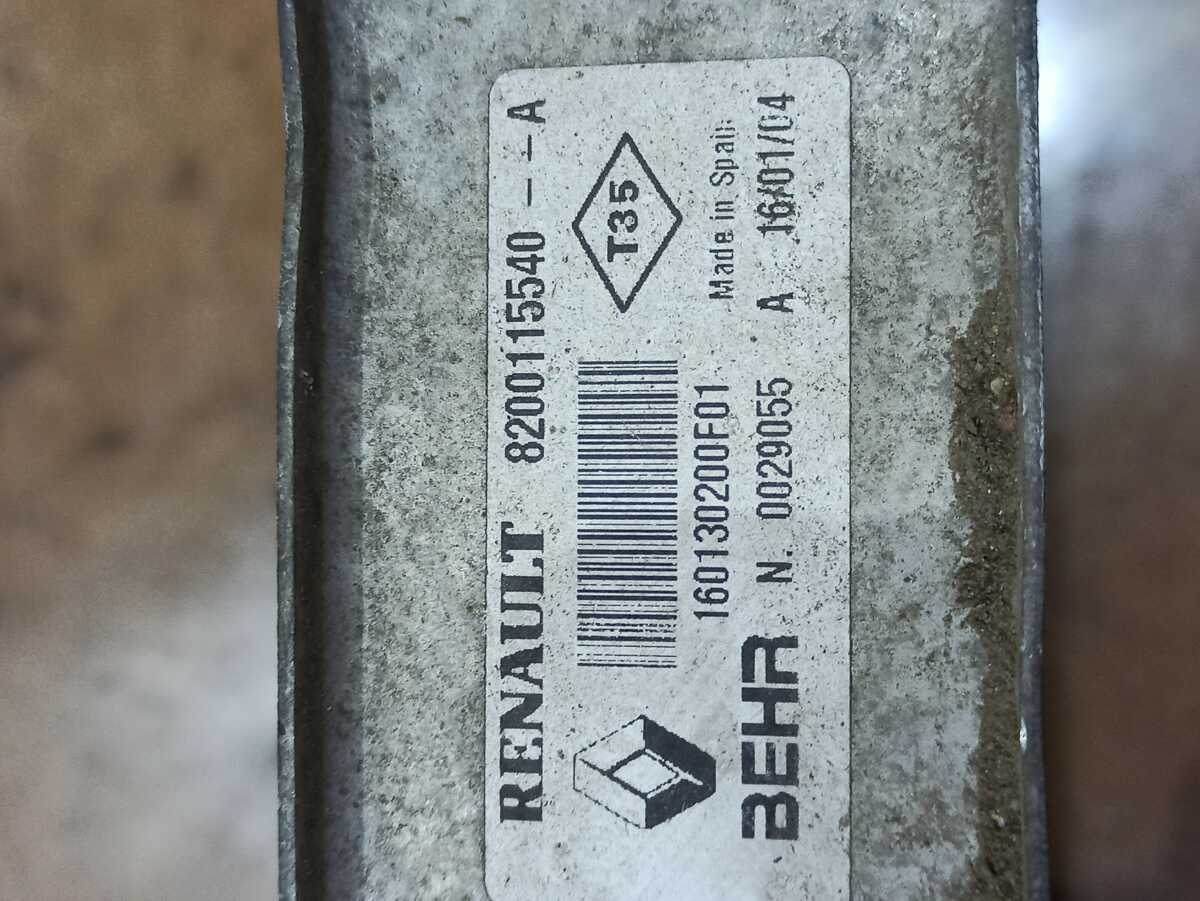 RENAULT 8200115540 - - - A
T35
160130200F01
Made in Spain
BEHR N. 0029055 A 16/01/04